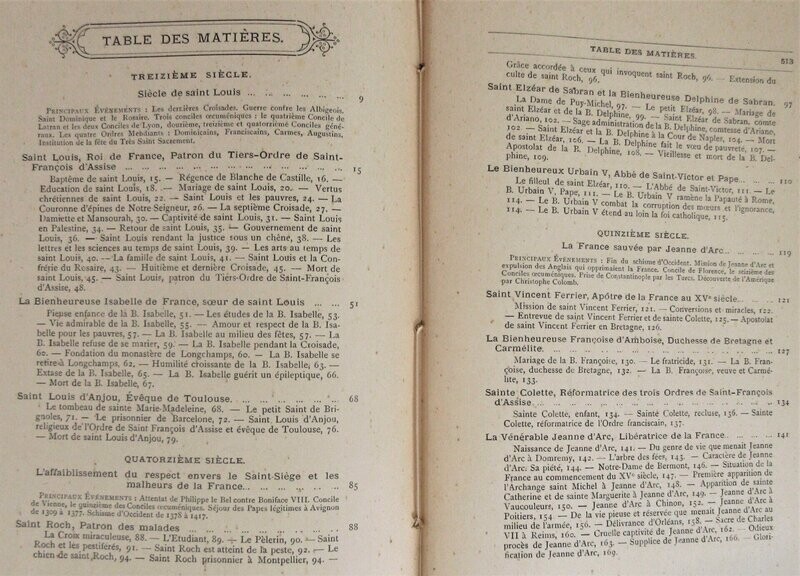 TABLE DES MATIÈRES.
TREIZIÈME SIÈCLE.
Siècle de saint Louis ... 9
PRINCIPAUX ÉVÉNEMENTS : Les dernières Croisades. Guerre contre les Albigeois.
Saint Dominique et le Rosaire. Trois conciles œcuméniques : le quatrième Concile de
Latran et les deux Conciles de Lyon, douzième, treizième et quatorzième Conciles géné-
raux. Les quatre Ordres Mendiants : Dominicains, Franciscains, Carmes, Augustins,
Institution de la fête du Très Saint Sacrement.
Saint Louis, Roi de France, Patron du Tiers-Ordre de Saint-
François d'Assise ... 15
Baptême de saint Louis, 15. — Régence de Blanche de Castille, 16. —
Education de saint Louis, 18. — Mariage de saint Louis, 20. — Vertus
chrétiennes de saint Louis, 22. — Saint Louis et les pauvres, 24. — La
Couronne d'épines de Notre Seigneur, 26. — La septième Croisade, 27. —
Damiette et Mansourah, 30. — Captivité de saint Louis, 31. — Saint Louis
en Palestine, 34. — Retour de saint Louis, 35. — Gouvernement de saint
Louis, 36. — Saint Louis rendant la justice sous un chêne, 38. — Les
lettres et les sciences au temps de saint Louis, 39. — Les arts au temps de
saint Louis, 40. — La famille de saint Louis, 41. — Saint Louis et la Con-
frérie du Rosaire, 43. — Huitième et dernière Croisade, 45. — Mort de
saint Louis, 45. — Saint Louis, patron du Tiers-Ordre de Saint-François
d'Assise, 48.
La Bienheureuse Isabelle de France, sœur de saint Louis ... 51
Pieuse enfance de la B. Isabelle, 51. — Les études de la B. Isabelle, 53.
— Vie admirable de la B. Isabelle, 55. — Amour et respect de la B. Isa-
belle pour les pauvres, 57. — La B. Isabelle au milieu des fêtes, 57. — La
B. Isabelle refuse de se marier, 59. — La B. Isabelle pendant la Croisade,
60. — Fondation du monastère de Longchamps, 60. — La B. Isabelle se
retire à Longchamps, 62. — Humilité croissante de la B. Isabelle, 63. —
Extase de la B. Isabelle, 65. — La B. Isabelle guérit un épileptique, 66.
— Mort de la B. Isabelle, 67.
Saint Louis d'Anjou, Évêque de Toulouse. ... 68
Le tombeau de sainte Marie-Madeleine, 68. — Le petit Saint de Bri-
gnoles, 71. — Le prisonnier de Barcelone, 72. — Saint Louis d'Anjou,
religieux de l'Ordre de Saint François d'Assise et évêque de Toulouse, 76.
— Mort de saint Louis d'Anjou, 79.
QUATORZIÈME SIÈCLE.
L'affaiblissement du respect envers le Saint-Siége et les
malheurs de la France ... 85
PRINCIPAUX ÉVÉNEMENTS : Attentat de Philippe le Bel contre Boniface VIII. Concile
de Vienne, le quinzième des Conciles œcuméniques. Séjour des Papes légitimes à Avignon
de 1309 à 1377. Schisme d'Occident de 1378 à 1417.
Saint Roch, Patron des malades ... 88
La Croix miraculeuse, 88. — L'Etudiant, 89. — Le Pèlerin, 90. — Saint
Roch et les pestiférés, 91. — Saint Roch est atteint de la peste, 92. — Le
chien de saint Roch, 94. — Saint Roch prisonnier à Montpellier, 94. —
TABLE DES MATIÈRES. 513
Grâce accordée à ceux qui invoquent saint Roch, 96. — Extension du
culte de saint Roch, 96.
Saint Elzéar de Sabran et la Bienheureuse Delphine de Sabran. 97
La Dame de Puy-Michel, 97. — Le petit Elzéar, 98. — Mariage de
saint Elzéar et de la B. Delphine, 99. — Saint Elzéar de Sabran, comte
d'Ariano, 102. — Sage administration de la B. Delphine, comtesse d'Ariano,
102 — Saint Elzéar et la B. Delphine à la Cour de Naples, 104. — Mort
de saint Elzéar, 106. — La B. Delphine fait le vœu de pauvreté, 107. —
Apostolat de la B. Delphine, 108. — Vieillesse et mort de la B. Del-
phine, 109.
Le Bienheureux Urbain V, Abbé de Saint-Victor et Pape ... 110
Le filleul de saint Elzéar, 110. — L'Abbé de Saint-Victor, 111. — Le
B. Urbain V, Pape, 111. — Le B. Urbain V ramène la Papauté à Rome,
114. — Le B. Urbain V combat la corruption des mœurs et l'ignorance,
114. — Le B. Urbain V étend au loin la foi catholique, 115.
QUINZIÈME SIÈCLE.
La France sauvée par Jeanne d'Arc ... 119
PRINCIPAUX ÉVÉNEMENTS : Fin du schisme d'Occident. Mission de Jeanne d'Arc et
expulsion des Anglais qui opprimaient la France. Concile de Florence, le seizième des
Conciles œcuméniques. Prise de Constantinople par les Turcs. Découverte de l'Amérique
par Christophe Colomb.
Saint Vincent Ferrier, Apôtre de la France au XVe siècle ... 121
Mission de saint Vincent Ferrier, 121. — Conversions et miracles, 122.
— Entrevue de saint Vincent Ferrier et de sainte Colette, 125. — Apostolat
de saint Vincent Ferrier en Bretagne, 126.
La Bienheureuse Françoise d'Amboise, Duchesse de Bretagne et
Carmélite. ... 127
Mariage de la B. Françoise, 130. — Le fratricide, 131. — La B. Fran-
çoise, duchesse de Bretagne, 132. — La B. Françoise, veuve et Carmé-
lite, 133.
Sainte Colette, Réformatrice des trois Ordres de Saint-François
d'Assise ... 134
Sainte Colette, enfant, 134. — Sainte Colette, recluse, 136. — Sainte
Colette, réformatrice de l'Ordre franciscain, 137.
La Vénérable Jeanne d'Arc, Libératrice de la France ... 141
Naissance de Jeanne d'Arc, 141. — Du genre de vie que menait Jeanne
d'Arc à Domremy, 142. — L'arbre des fées, 143. — Caractère de Jeanne
d'Arc. Sa piété, 144. — Notre-Dame de Bermont, 146. — Situation de la
France au commencement du XVe siècle, 147. — Première apparition de
l'Archange saint Michel à Jeanne d'Arc, 148. — Apparition de sainte
Catherine et de sainte Marguerite à Jeanne d'Arc, 149. — Jeanne d'Arc à
Vaucouleurs, 150. — Jeanne d'Arc à Chinon, 152. — Jeanne d'Arc à
Poitiers, 154 — De la vie pieuse et réservée que menait Jeanne d'Arc au
milieu de l'armée, 156. — Délivrance d'Orléans, 158. — Sacre de Charles
VII à Reims, 160. — Cruelle captivité de Jeanne d'Arc, 162. — Odieux
procès de Jeanne d'Arc, 163. — Supplice de Jeanne d'Arc, 166. — Glori-
fication de Jeanne d'Arc, 169.